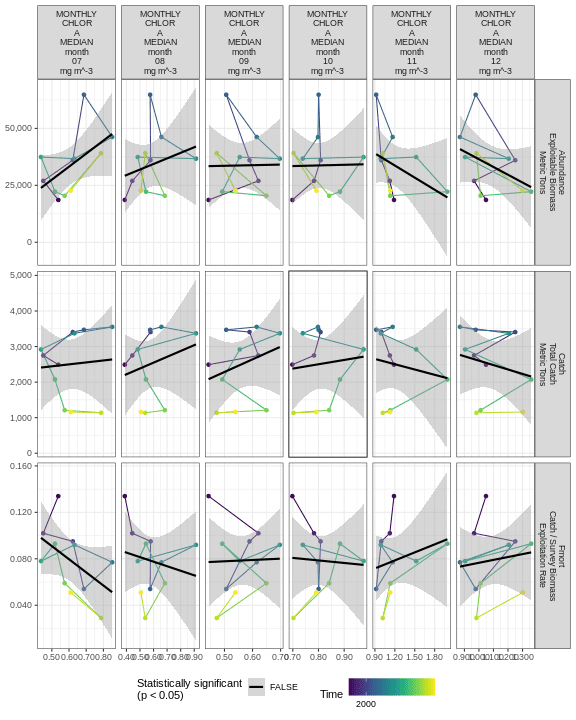 MONTHLY
CHLOR
A
MEDIAN
month
07
mg m^-3
MONTHLY
CHLOR
A
MEDIAN
month
08
mg m^-3
MONTHLY
CHLOR
A
MEDIAN
month
09
mg m^-3
MONTHLY
CHLOR
A
MEDIAN
month
10
mg m^-3
MONTHLY
CHLOR
A
MEDIAN
month
11
mg m^-3
MONTHLY
CHLOR
A
MEDIAN
month
12
mg m^-3
50,000
25,000
0
Abundance
Exploitable Biomass
Metric Tons
5,000
4,000
3,000
2,000
1,000
0
Catch
Total Catch
Metric Tons
0.160
0.120
0.080
0.040
Fmort
Catch / Survey Biomass
Exploitation Rate
0.50 0.60 0.70 0.80
0.40 0.50 0.60 0.70 0.80 0.90
0.50 0.60 0.70
0.70 0.80 0.90
0.90 1.20 1.50 1.80
0.900 1.000 1.100 1.200 1.300
Statistically significant
(p < 0.05)
FALSE
Time
2000